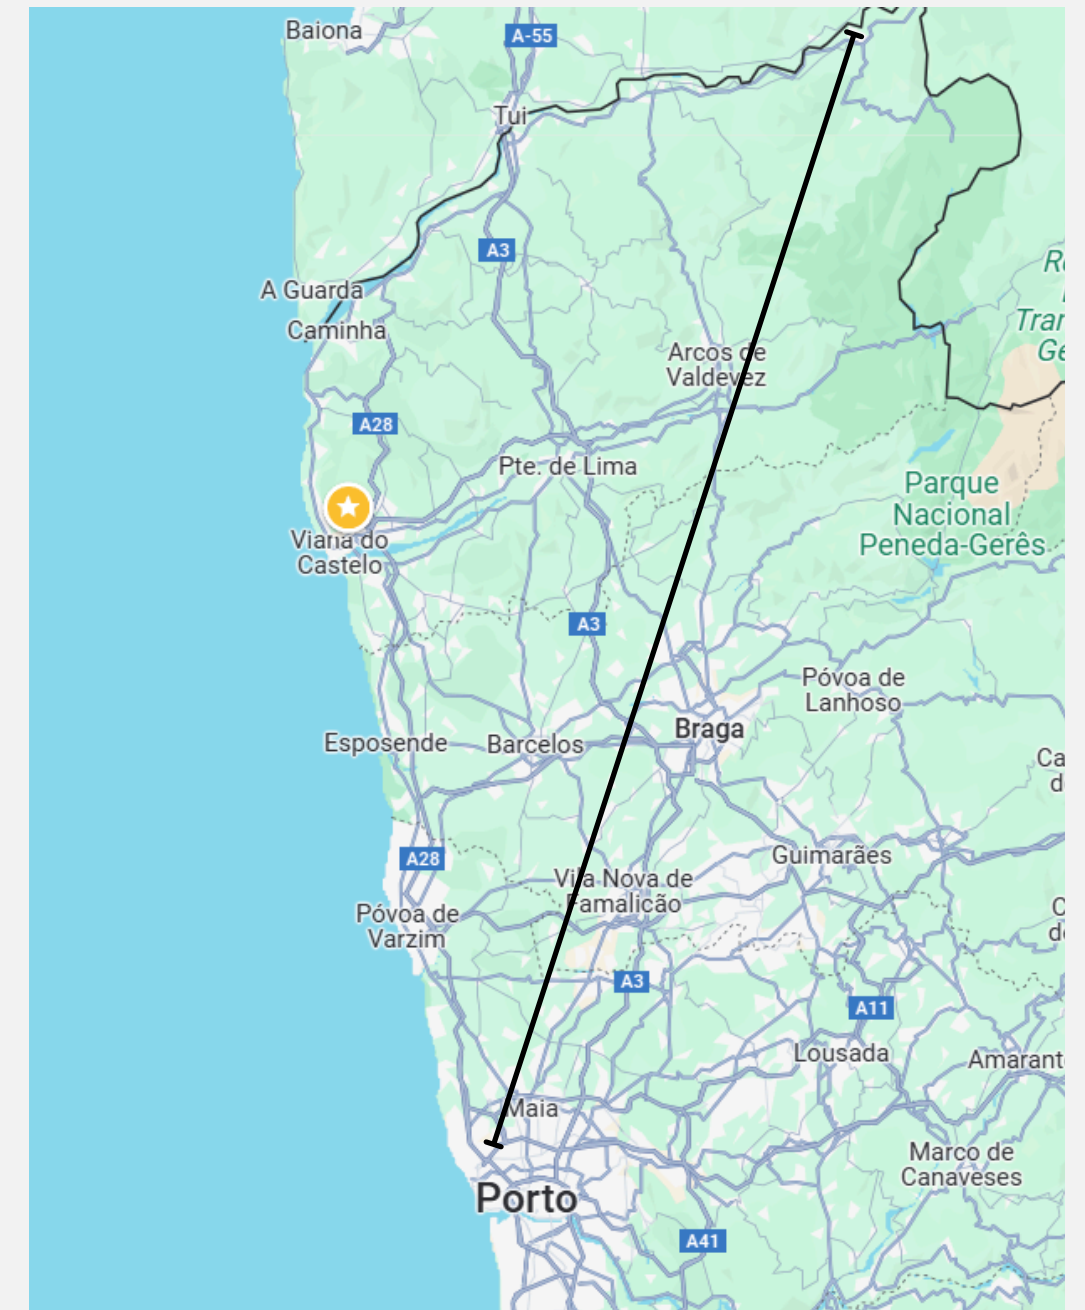 Baiona
A-55
Tui
A3
A Guarda
Caminha
Arcos de
Valdevez
A28
Pte. de Lima
Parque
Nacional
Peneda-Gerês
Viana do
Castelo
A3
Póvoa de
Lanhoso
Braga
Esposende
Barcelos
A28
Guimarães
Vila Nova de
Famalicão
Póvoa de
Varzim
A3
A11
Lousada
Amarant
Maia
Marco de
Canaveses
Porto
A41